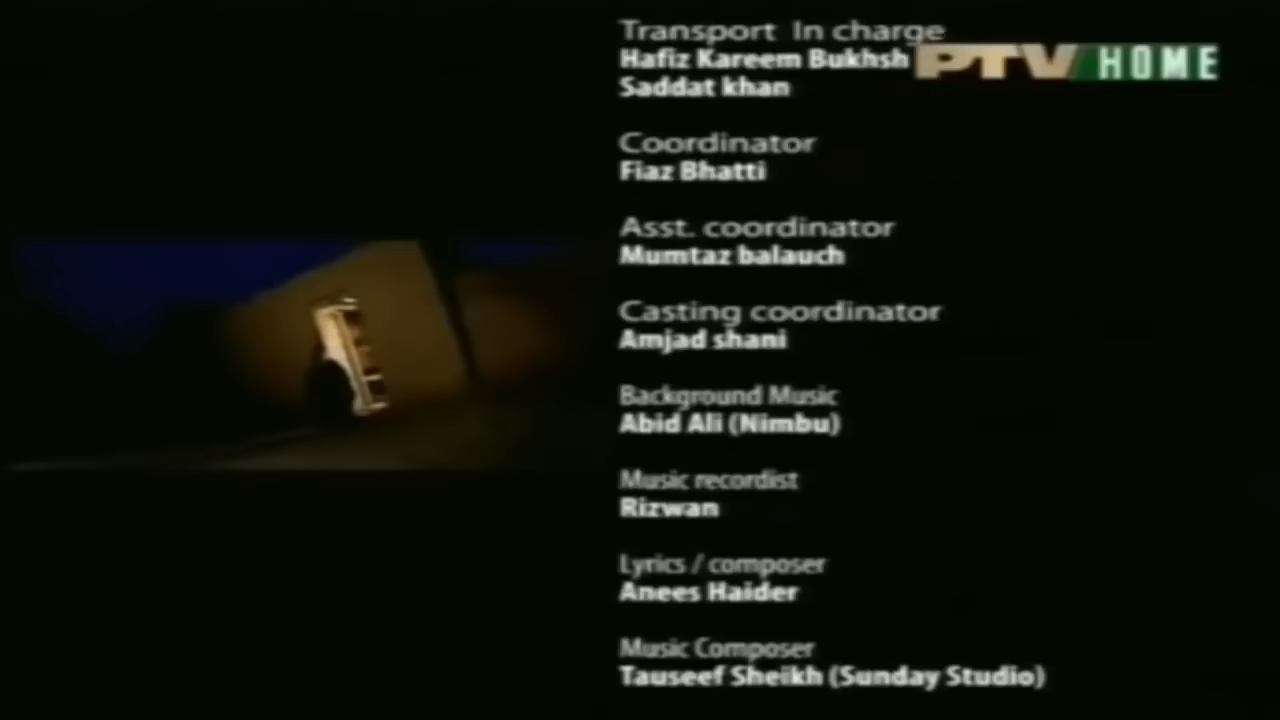 Transport In charge
Hafiz Kareem Bukhsh
PTV HOME
Saddat khan
Coordinator
Fiaz Bhatti
Asst. coordinator
Mumtaz balauch
Casting coordinator
Amjad shani
Background Music
Abid Ali (Nimbu)
Music recordist
Rizwan
Lyrics / composer
Anees Haider
Music Composer
Tauseef Sheikh (Sunday Studio)